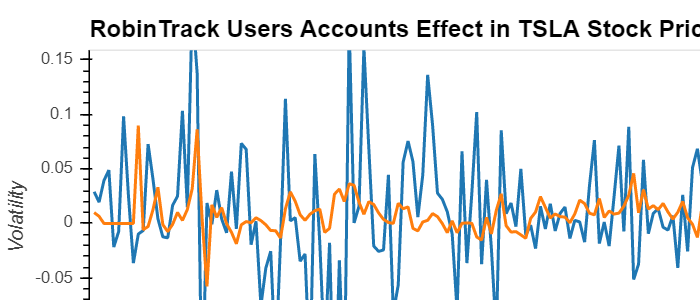 RobinTrack Users Accounts Effect in TSLA Stock Pric
0.15
0.1
0.05
0
-0.05
Volatility